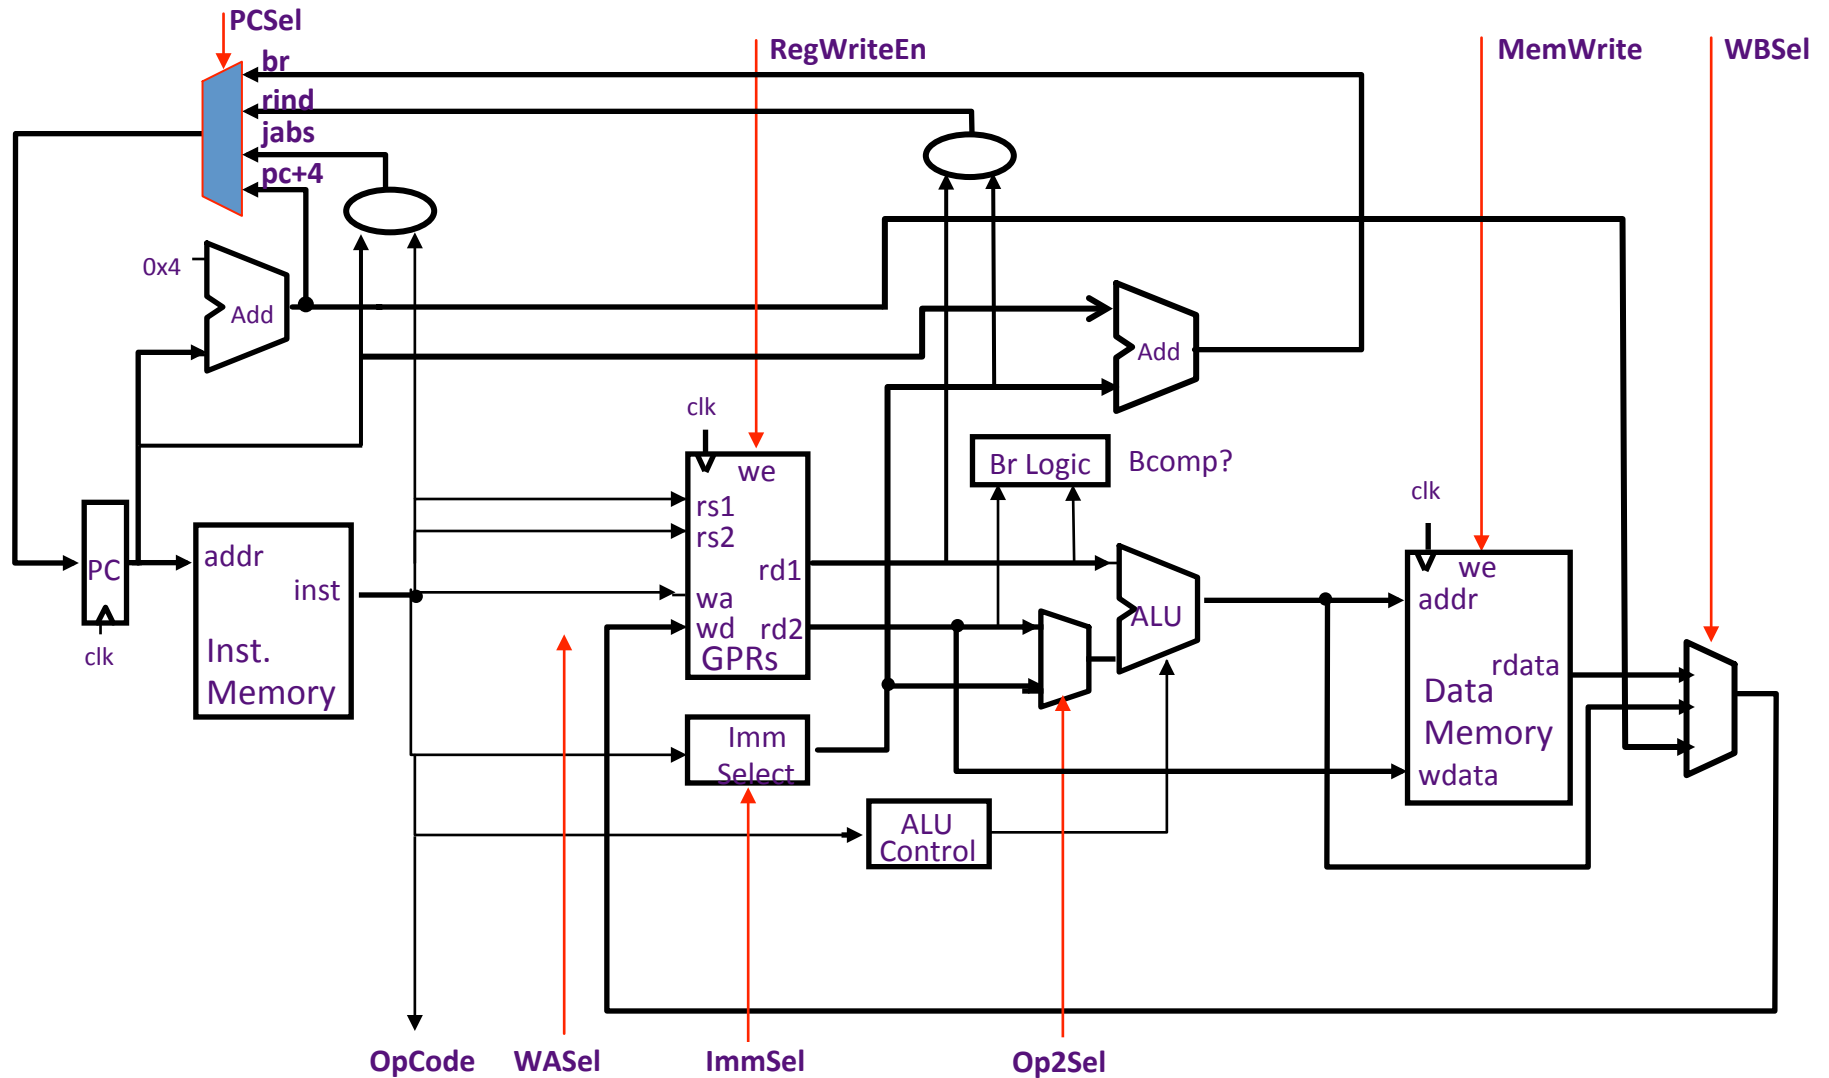 PCSel
RegWriteEn
MemWrite
WBSel
br
rind
jabs
pc+4
0x4
Add
Add
clk
we
rs1
rs2
rd1
wa
wd
rd2
GPRs
Br Logic
Bcomp?
clk
PC
clk
addr
inst
Inst.
Memory
ALU
we
addr
rdata
Data
Memory
wdata
Imm
Select
ALU
Control
OpCode
WASel
ImmSel
Op2Sel